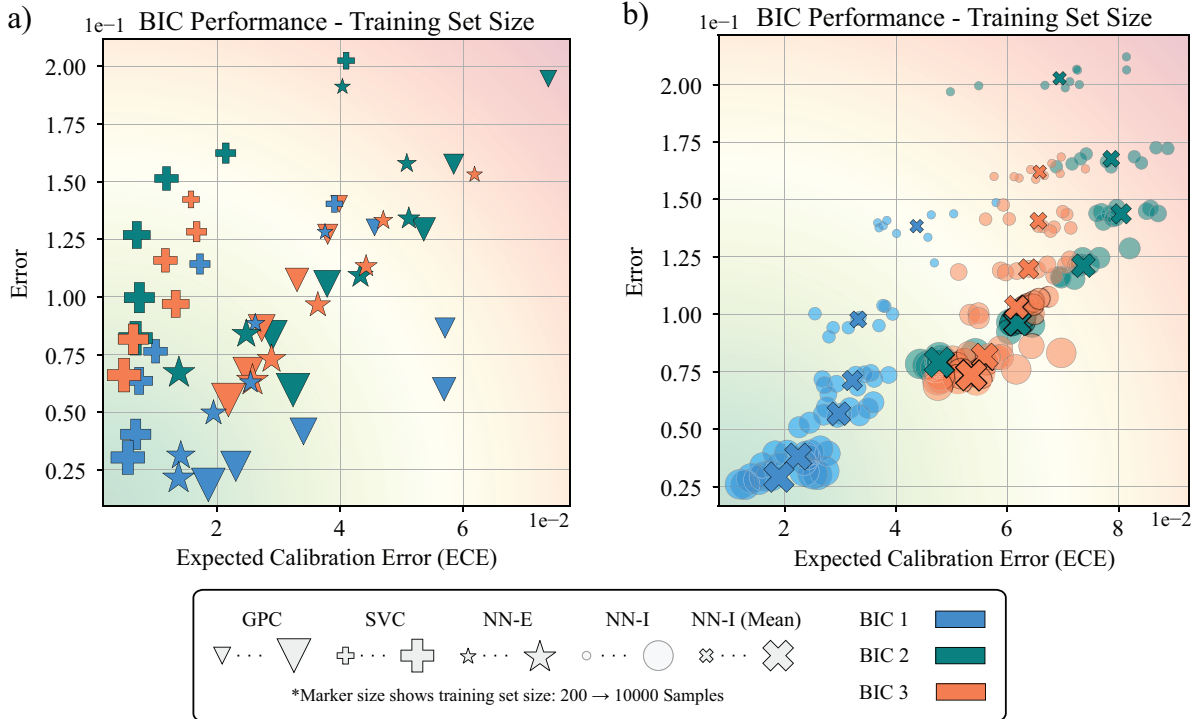 a)
BIC Performance - Training Set Size
1e−1
2.00
1.75
1.50
1.25
1.00
0.75
0.50
0.25
Error
2
4
6
1e−2
Expected Calibration Error (ECE)
b)
BIC Performance - Training Set Size
1e−1
2.00
1.75
1.50
1.25
1.00
0.75
0.50
0.25
Error
2
4
6
8
1e−2
Expected Calibration Error (ECE)
GPC SVC NN-E NN-I NN-I (Mean)
*Marker size shows training set size: 200 → 10000 Samples
BIC 1
BIC 2
BIC 3